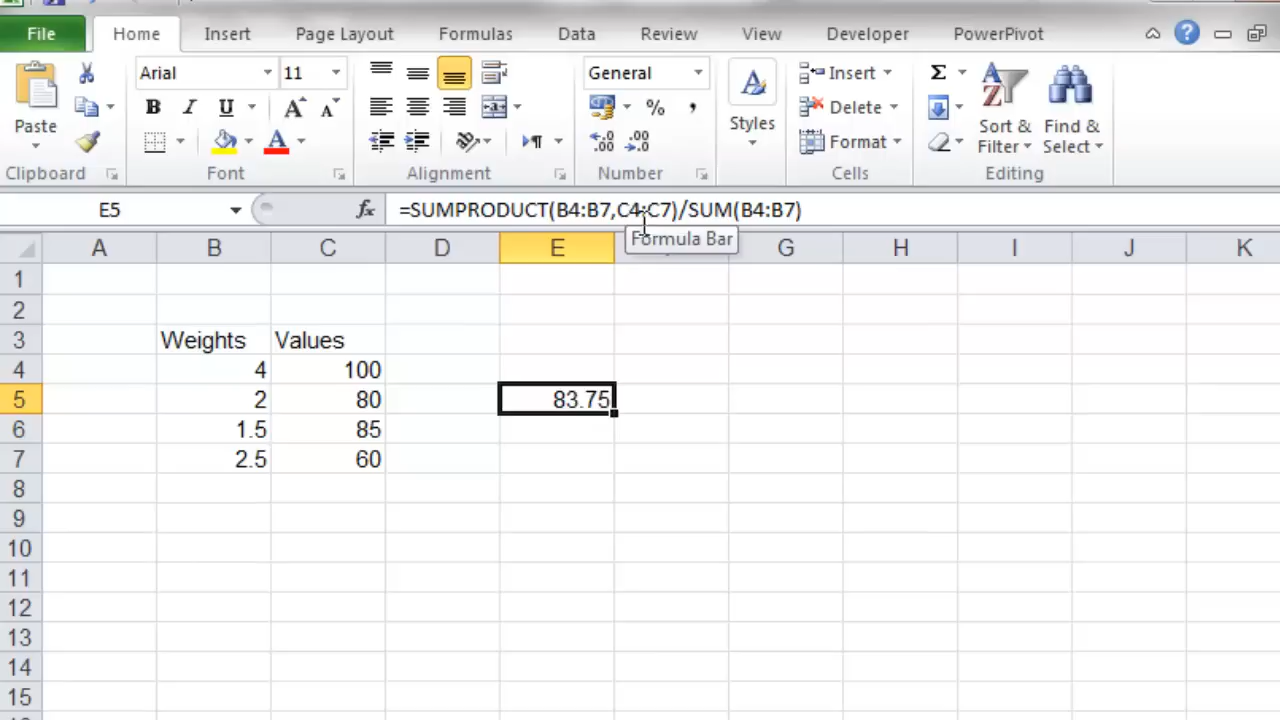 File Home Insert Page Layout Formulas Data Review View Developer PowerPivot
Arial 11 General Insert Σ
B I U A A % , Delete
Paste A Styles Format Sort & Filter Find & Select
Clipboard Font Alignment Number Cells Editing
E5 fx =SUMPRODUCT(B4:B7,C4:C7)/SUM(B4:B7)
Formula Bar
A B C D E G H I J K
1
2
3 Weights Values
4 4 100
5 2 80 83.75
6 1.5 85
7 2.5 60
8
9
10
11
12
13
14
15